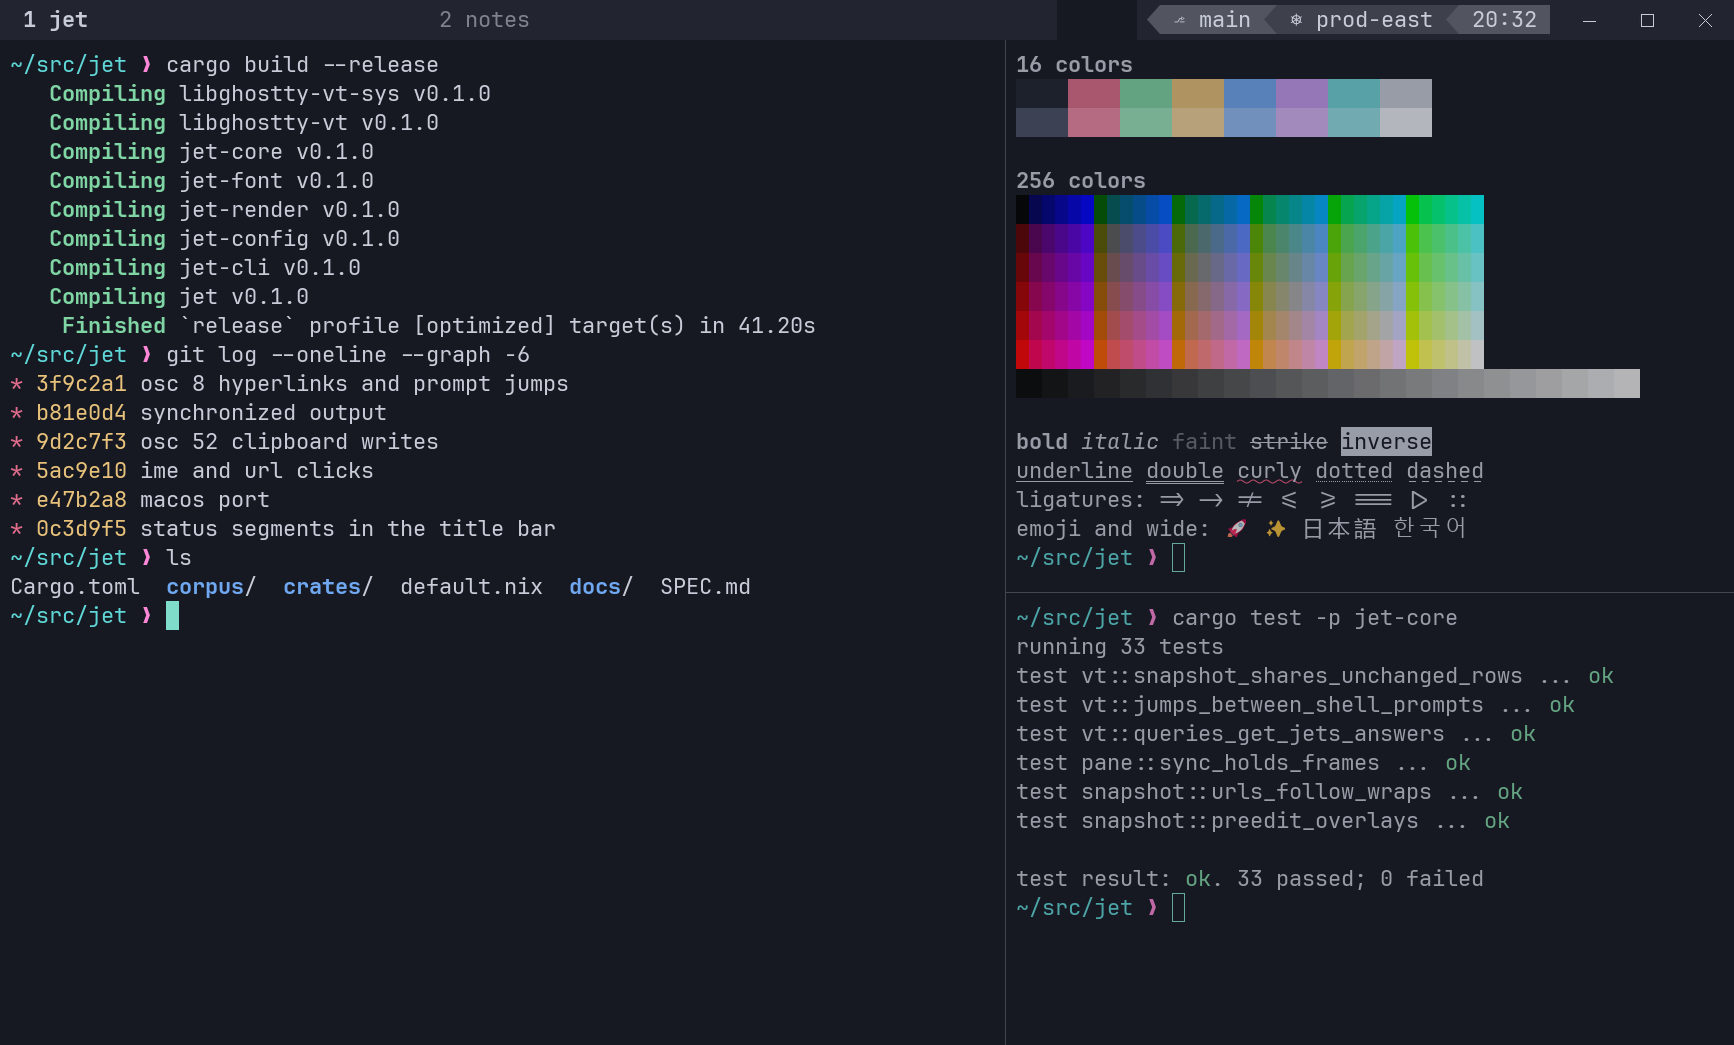 1 jet
2 notes
⎇ main
⎈ prod-east
20:32
~/src/jet ❯ cargo build --release
Compiling libghostty-vt-sys v0.1.0
Compiling libghostty-vt v0.1.0
Compiling jet-core v0.1.0
Compiling jet-font v0.1.0
Compiling jet-render v0.1.0
Compiling jet-config v0.1.0
Compiling jet-cli v0.1.0
Compiling jet v0.1.0
Finished `release` profile [optimized] target(s) in 41.20s
~/src/jet ❯ git log --oneline --graph -6
* 3f9c2a1 osc 8 hyperlinks and prompt jumps
* b81e0d4 synchronized output
* 9d2c7f3 osc 52 clipboard writes
* 5ac9e10 ime and url clicks
* e47b2a8 macos port
* 0c3d9f5 status segments in the title bar
~/src/jet ❯ ls
Cargo.toml  corpus/  crates/  default.nix  docs/  SPEC.md
~/src/jet ❯
16 colors
256 colors
bold italic faint strike inverse
underline double curly dotted dashed
ligatures: => -> != <= >= === |> ::
emoji and wide: 🚀 ✨ 日本語 한국어
~/src/jet ❯
~/src/jet ❯ cargo test -p jet-core
running 33 tests
test vt::snapshot_shares_unchanged_rows ... ok
test vt::jumps_between_shell_prompts ... ok
test vt::queries_get_jets_answers ... ok
test pane::sync_holds_frames ... ok
test snapshot::urls_follow_wraps ... ok
test snapshot::preedit_overlays ... ok
test result: ok. 33 passed; 0 failed
~/src/jet ❯